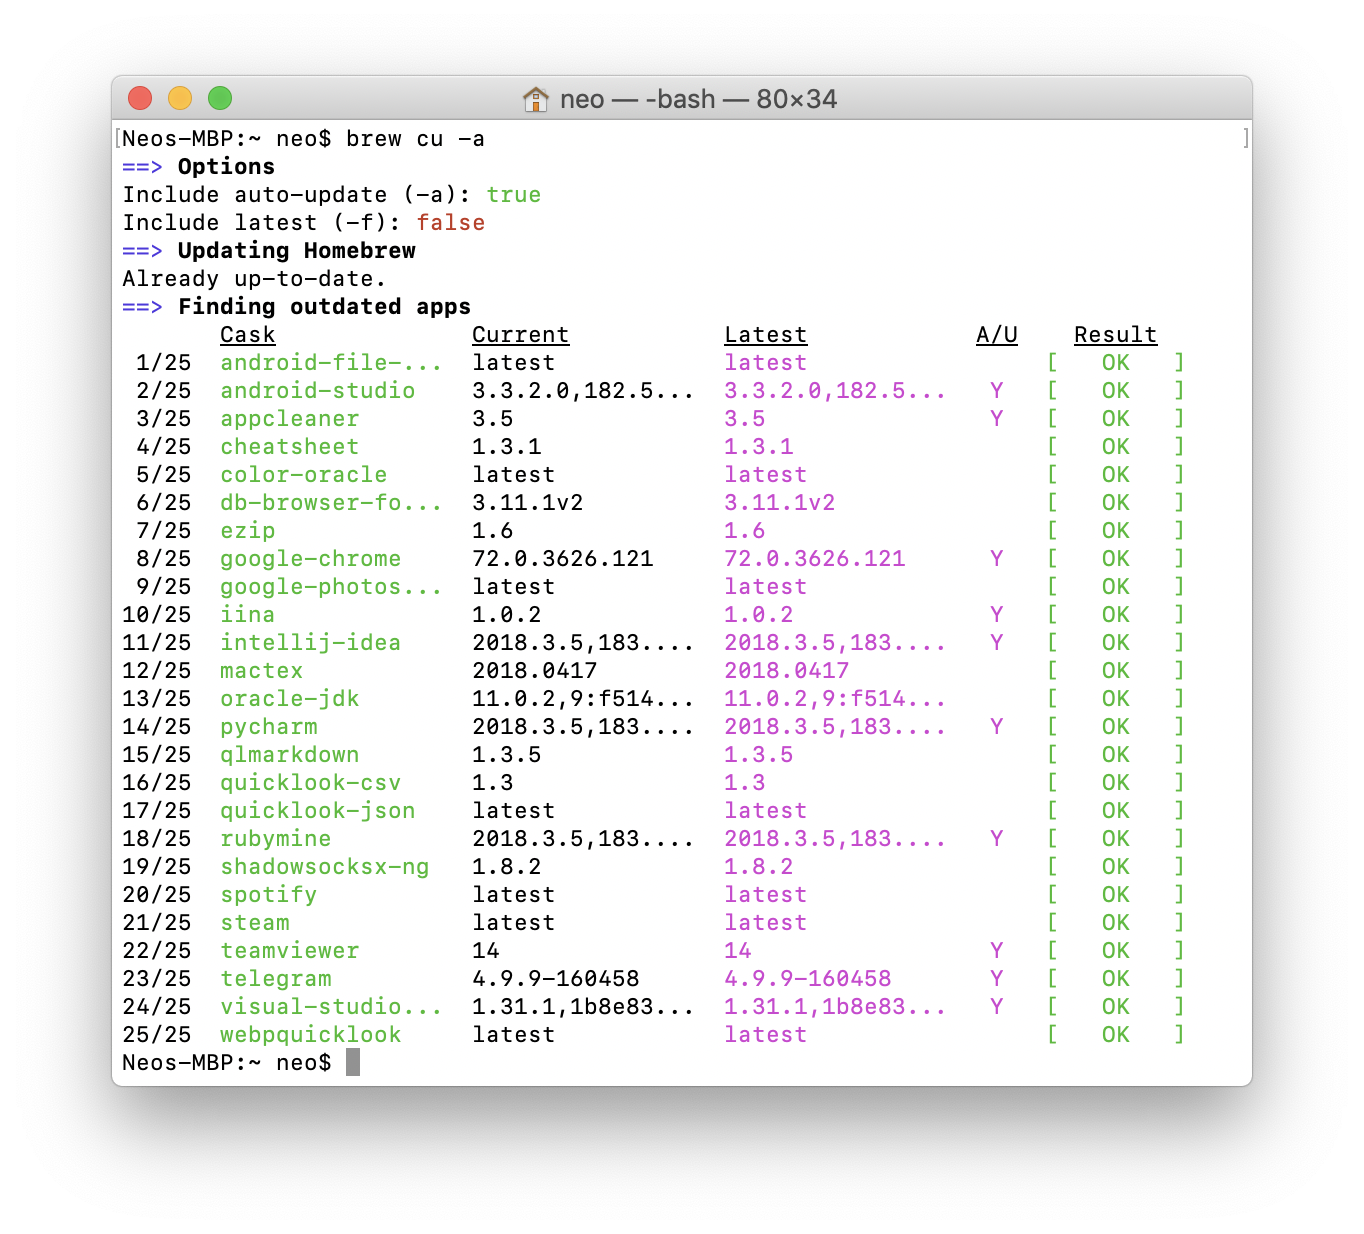 neo — -bash — 80×34
[Neos-MBP:~ neo$ brew cu -a ]
==> Options
Include auto-update (-a): true
Include latest (-f): false
==> Updating Homebrew
Already up-to-date.
==> Finding outdated apps
Cask Current Latest A/U Result
1/25 android-file-... latest latest [ OK ]
2/25 android-studio 3.3.2.0,182.5... 3.3.2.0,182.5... Y [ OK ]
3/25 appcleaner 3.5 3.5 Y [ OK ]
4/25 cheatsheet 1.3.1 1.3.1 [ OK ]
5/25 color-oracle latest latest [ OK ]
6/25 db-browser-fo... 3.11.1v2 3.11.1v2 [ OK ]
7/25 ezip 1.6 1.6 [ OK ]
8/25 google-chrome 72.0.3626.121 72.0.3626.121 Y [ OK ]
9/25 google-photos... latest latest [ OK ]
10/25 iina 1.0.2 1.0.2 Y [ OK ]
11/25 intellij-idea 2018.3.5,183.... 2018.3.5,183.... Y [ OK ]
12/25 mactex 2018.0417 2018.0417 [ OK ]
13/25 oracle-jdk 11.0.2,9:f514... 11.0.2,9:f514... [ OK ]
14/25 pycharm 2018.3.5,183.... 2018.3.5,183.... Y [ OK ]
15/25 qlmarkdown 1.3.5 1.3.5 [ OK ]
16/25 quicklook-csv 1.3 1.3 [ OK ]
17/25 quicklook-json latest latest [ OK ]
18/25 rubymine 2018.3.5,183.... 2018.3.5,183.... Y [ OK ]
19/25 shadowsocksx-ng 1.8.2 1.8.2 [ OK ]
20/25 spotify latest latest [ OK ]
21/25 steam latest latest [ OK ]
22/25 teamviewer 14 14 Y [ OK ]
23/25 telegram 4.9.9-160458 4.9.9-160458 Y [ OK ]
24/25 visual-studio... 1.31.1,1b8e83... 1.31.1,1b8e83... Y [ OK ]
25/25 webpquicklook latest latest [ OK ]
Neos-MBP:~ neo$